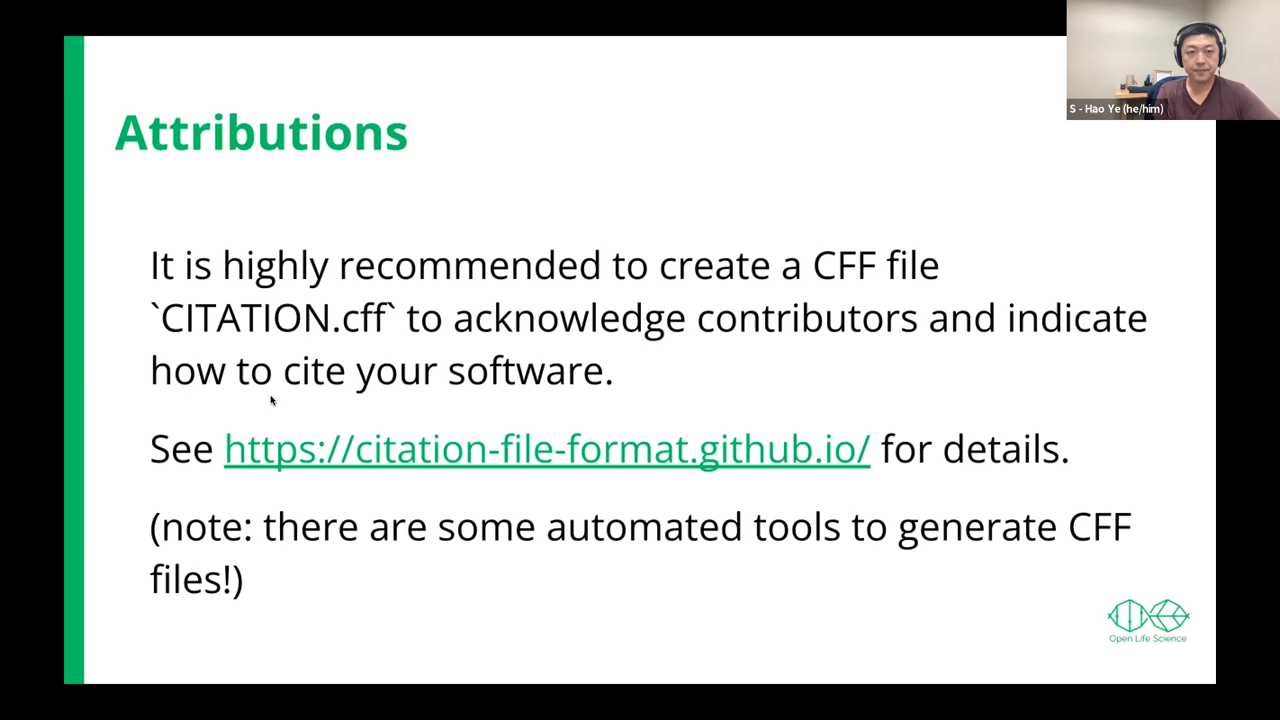 S - Hao Ye (he/him)
Attributions
It is highly recommended to create a CFF file
`CITATION.cff` to acknowledge contributors and indicate
how to cite your software.
See https://citation-file-format.github.io/ for details.
(note: there are some automated tools to generate CFF
files!)
Open Life Science